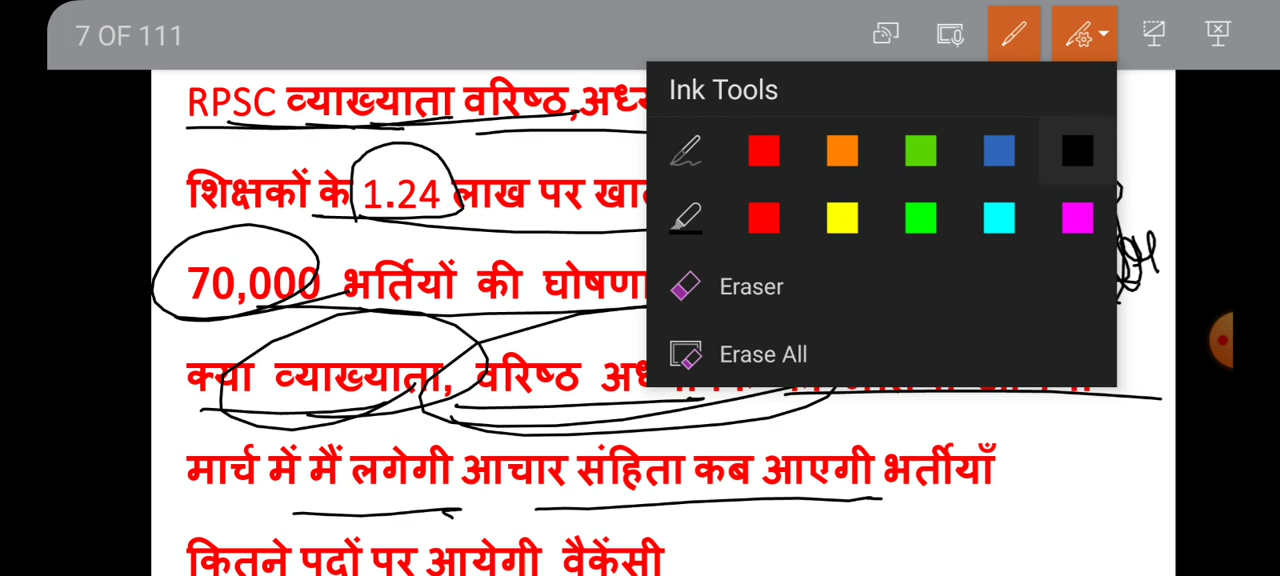 7 OF 111
Ink Tools
Eraser
Erase All
RPSC व्याख्याता वरिष्ठ,अध्
शिक्षकों के 1.24 लाख पर
70,000 भर्तियों की घोषणा
क्या व्याख्याता, वरिष्ठ
मार्च में मैं लगेगी आचार संहिता कब आएगी भर्तीयाँ
कितने पदों पर आयेगी वैकेंसी